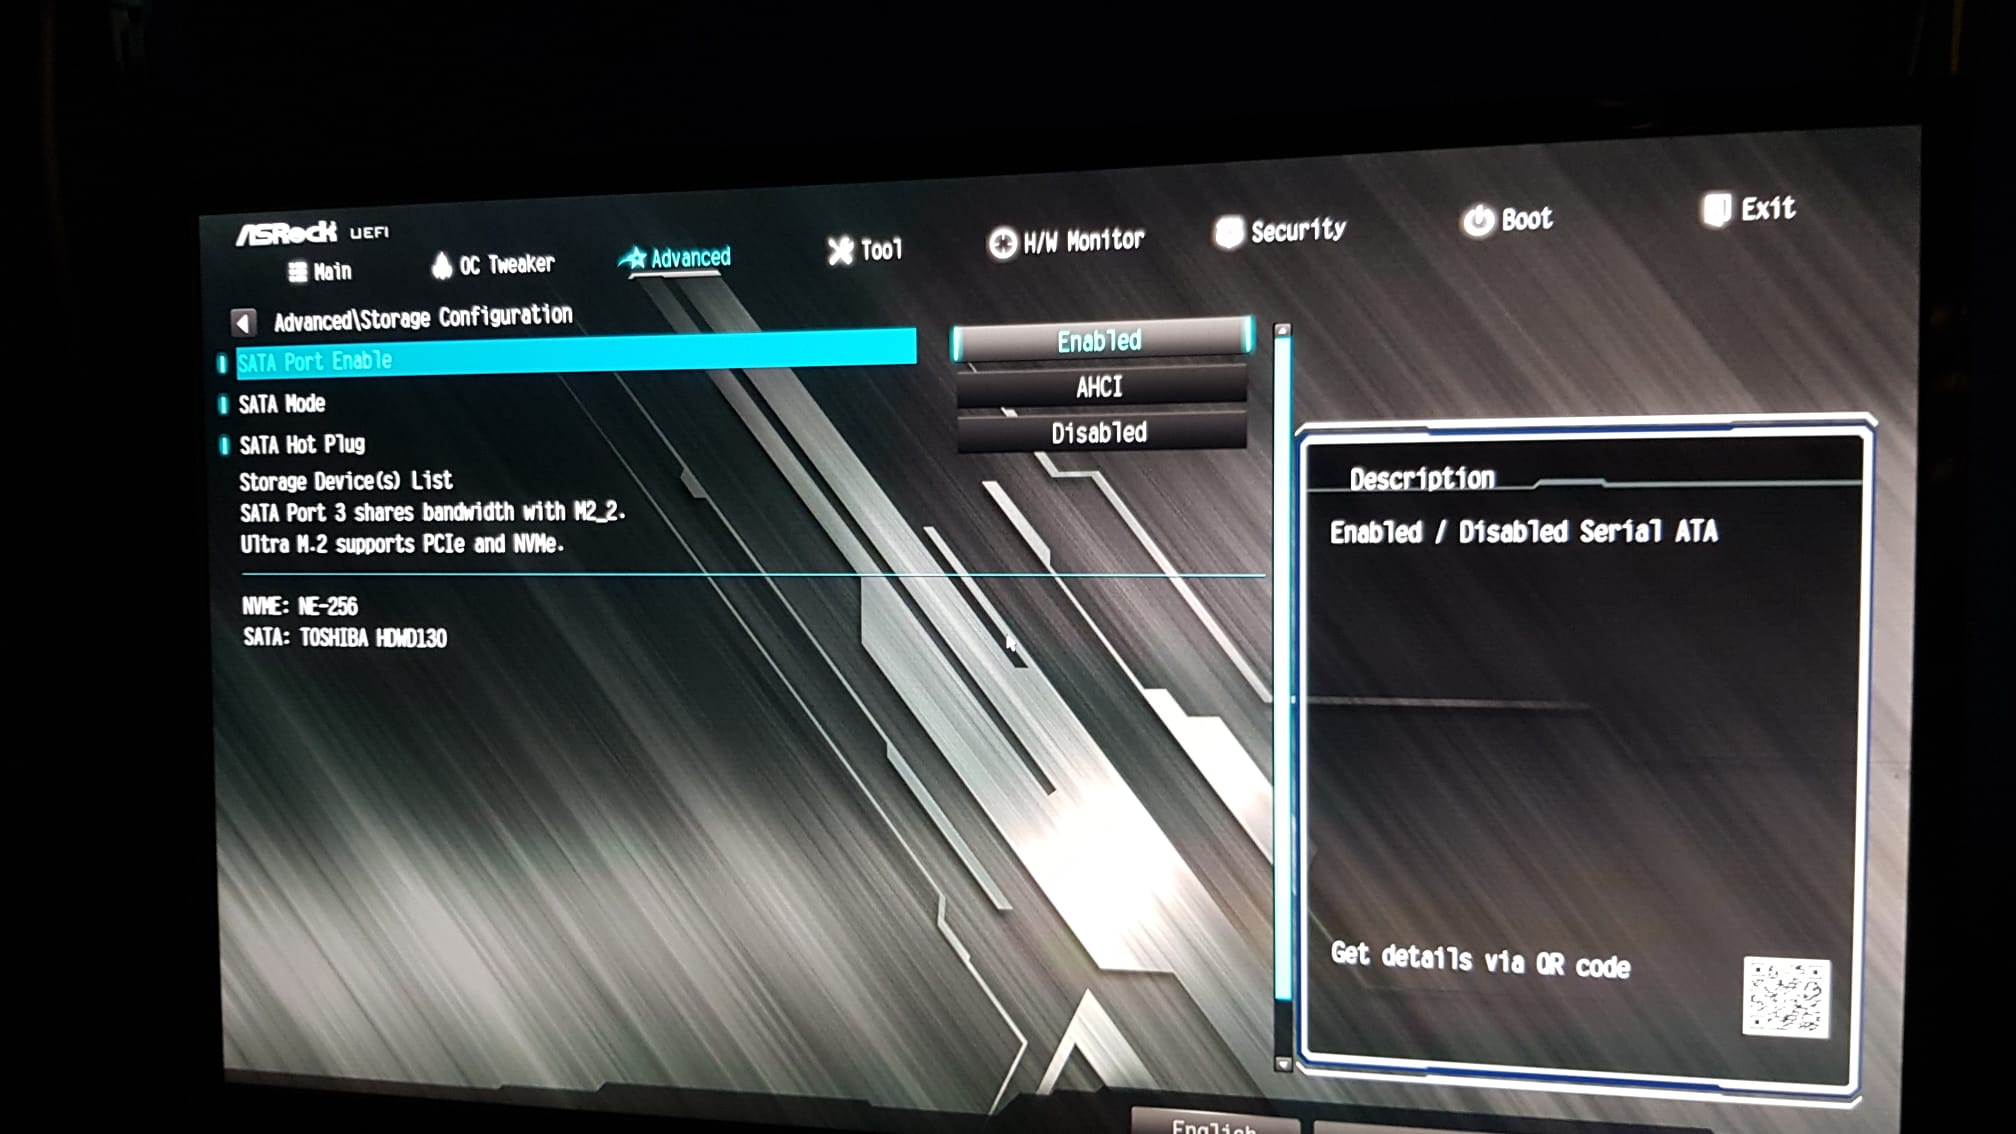 ASRock UEFI
Main OC Tweaker Advanced Tool H/W Monitor Security Boot Exit
Advanced\Storage Configuration
SATA Port Enable Enabled
SATA Mode AHCI
SATA Hot Plug Disabled
Storage Device(s) List
SATA Port 3 shares bandwidth with M2_2.
Ultra M.2 supports PCIe and NVMe.
NVME: NE-256
SATA: TOSHIBA HDWD130
Description
Enabled / Disabled Serial ATA
Get details via QR code
English